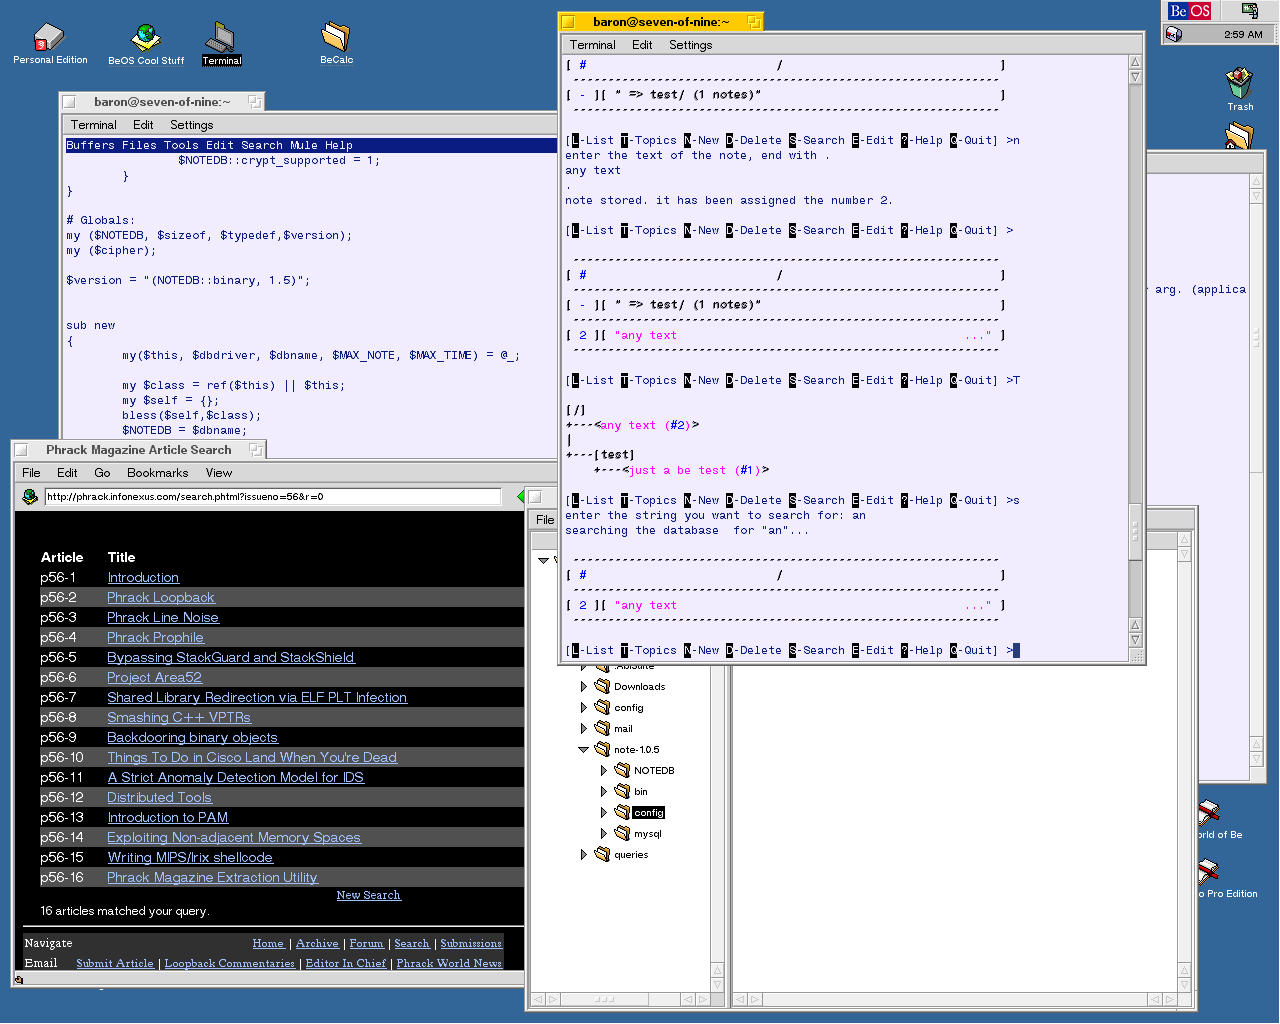 Personal Edition
BeOS Cool Stuff
Terminal
BeCalc
Be OS
2:59 AM
Trash
baron@seven-of-nine:~
Terminal Edit Settings
Buffers Files Tools Edit Search Mule Help
$NOTEDB::crypt_supported = 1;
}
}
# Globals:
my ($NOTEDB, $sizeof, $typedef,$version);
my ($cipher);
$version = "(NOTEDB::binary, 1.5)";
sub new
{
my($this, $dbdriver, $dbname, $MAX_NOTE, $MAX_TIME) = @_;
my $class = ref($this) || $this;
my $self = {};
bless($self,$class);
$NOTEDB = $dbname;
baron@seven-of-nine:~
Terminal Edit Settings
[ # / ]
------------------------------------------------------------
[ - ][ " => test/ (1 notes)" ]
------------------------------------------------------------
[L-List T-Topics N-New D-Delete S-Search E-Edit ?-Help Q-Quit] >n
enter the text of the note, end with .
any text
.
note stored. it has been assigned the number 2.
[L-List T-Topics N-New D-Delete S-Search E-Edit ?-Help Q-Quit] >
------------------------------------------------------------
[ # / ]
------------------------------------------------------------
[ - ][ " => test/ (1 notes)" ]
------------------------------------------------------------
[ 2 ][ "any text ..." ]
------------------------------------------------------------
[L-List T-Topics N-New D-Delete S-Search E-Edit ?-Help Q-Quit] >T
[/]
+---<any text (#2)>
|
+---[test]
+---<just a be test (#1)>
[L-List T-Topics N-New D-Delete S-Search E-Edit ?-Help Q-Quit] >s
enter the string you want to search for: an
searching the database for "an"...
------------------------------------------------------------
[ # / ]
------------------------------------------------------------
[ 2 ][ "any text ..." ]
------------------------------------------------------------
[L-List T-Topics N-New D-Delete S-Search E-Edit ?-Help Q-Quit] >
arg. (applica
Phrack Magazine Article Search
File Edit Go Bookmarks View
http://phrack.infonexus.com/search.phtml?issueno=56&r=0
Article Title
p56-1 Introduction
p56-2 Phrack Loopback
p56-3 Phrack Line Noise
p56-4 Phrack Prophile
p56-5 Bypassing StackGuard and StackShield
p56-6 Project Area52
p56-7 Shared Library Redirection via ELF PLT Infection
p56-8 Smashing C++ VPTRs
p56-9 Backdooring binary objects
p56-10 Things To Do in Cisco Land When You're Dead
p56-11 A Strict Anomaly Detection Model for IDS
p56-12 Distributed Tools
p56-13 Introduction to PAM
p56-14 Exploiting Non-adjacent Memory Spaces
p56-15 Writing MIPS/Irix shellcode
p56-16 Phrack Magazine Extraction Utility
New Search
16 articles matched your query.
Navigate Home | Archive | Forum | Search | Submissions
Email Submit Article | Loopback Commentaries | Editor In Chief | Phrack World News
File
.AbiSuite
Downloads
config
mail
note-1.0.5
NOTEDB
bin
config
mysql
queries
orld of Be
o Pro Edition